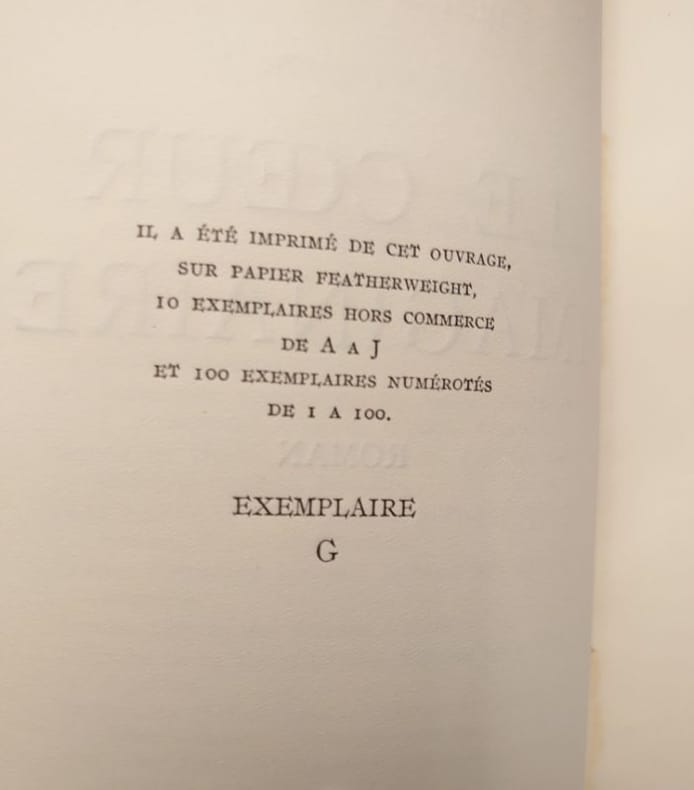 IL A ÉTÉ IMPRIMÉ DE CET OUVRAGE,
SUR PAPIER FEATHERWEIGHT,
10 EXEMPLAIRES HORS COMMERCE
DE A A J
ET 100 EXEMPLAIRES NUMÉROTÉS
DE 1 A 100.
EXEMPLAIRE
G